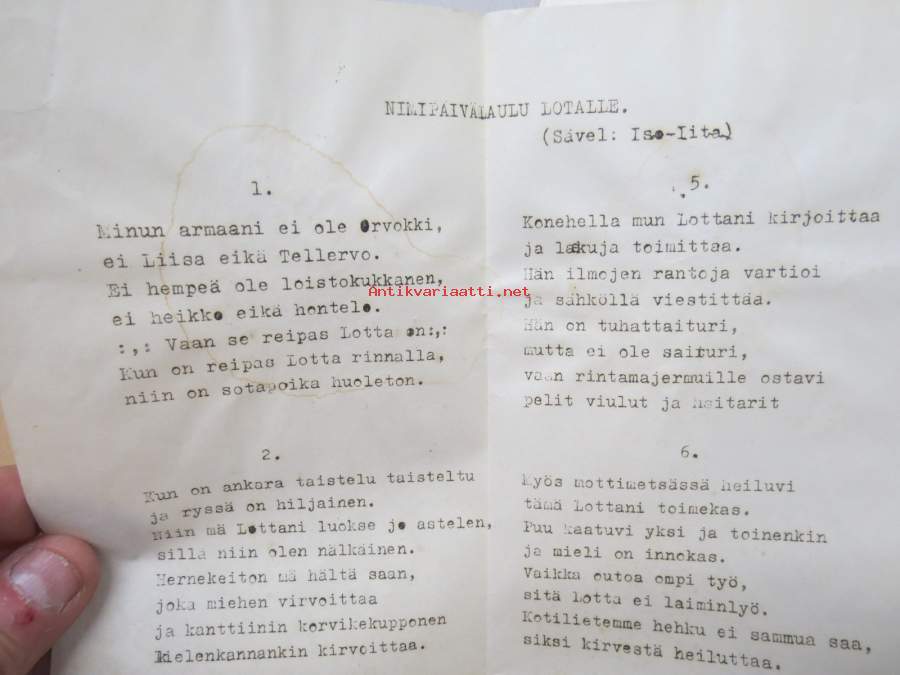 NIMIPÄIVÄLAULU LOTALLE.
(Sävel: Iso-Iita)
1.
Minun armaani ei ole Orvokki,
ei Liisa eikä Tellervo.
Ei hempeä ole loistokukkanen,
ei heikko eikä hontelo.
:,: Vaan se reipas Lotta on:,:
Kun on reipas Lotta rinnalla,
niin on sotapoika huoleton.
2.
Kun on ankara taistelu taisteltu
ja ryssä on hiljainen.
Niin mä Lottani luokse jo astelen,
sillä niin olen nälkäinen.
Hernekeiton mä hältä saan,
joka miehen virvoittaa
ja kanttiinin korvikekupponen
kielenkannankin kirvoittaa.
5.
Konehella mun Lottani kirjoittaa
ja laskuja toimittaa.
Hän ilmojen rantoja vartioi
ja sähköllä viestittää.
Hän on tuhattaituri,
mutta ei ole saituri,
vaan rintamajermuille ostavi
pelit viulut ja haitarit
6.
Myös mottimetsässä heiluvi
tämä Lottani toimekas.
Puu kaatuvi yksi ja toinenkin
ja mieli on innokas.
Vaikka outoa ompi työ,
sitä Lotta ei laiminlyö.
Kotilietemme hehku ei sammua saa,
siksi kirvestä heiluttaa.
Antikvariaatti.net